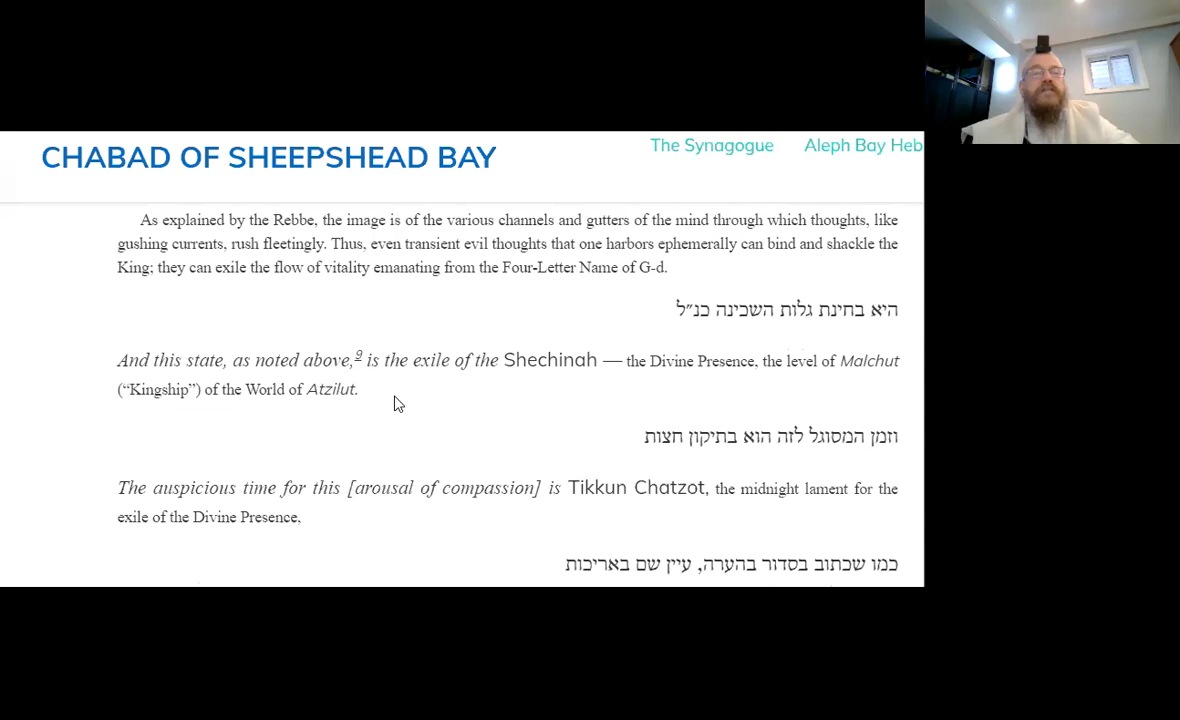 CHABAD OF SHEEPSHEAD BAY
The Synagogue
Aleph Bay Heb
As explained by the Rebbe, the image is of the various channels and gutters of the mind through which thoughts, like
gushing currents, rush fleetingly. Thus, even transient evil thoughts that one harbors ephemerally can bind and shackle the
King; they can exile the flow of vitality emanating from the Four-Letter Name of G-d.
היא בחינת גלות השכינה כנ״ל
And this state, as noted above,9 is the exile of the Shechinah — the Divine Presence, the level of Malchut
(“Kingship”) of the World of Atzilut.
וזמן המסוגל לזה הוא בתיקון חצות
The auspicious time for this [arousal of compassion] is Tikkun Chatzot, the midnight lament for the
exile of the Divine Presence,
כמו שכתוב בסדור בהערה, עיין שם באריכות